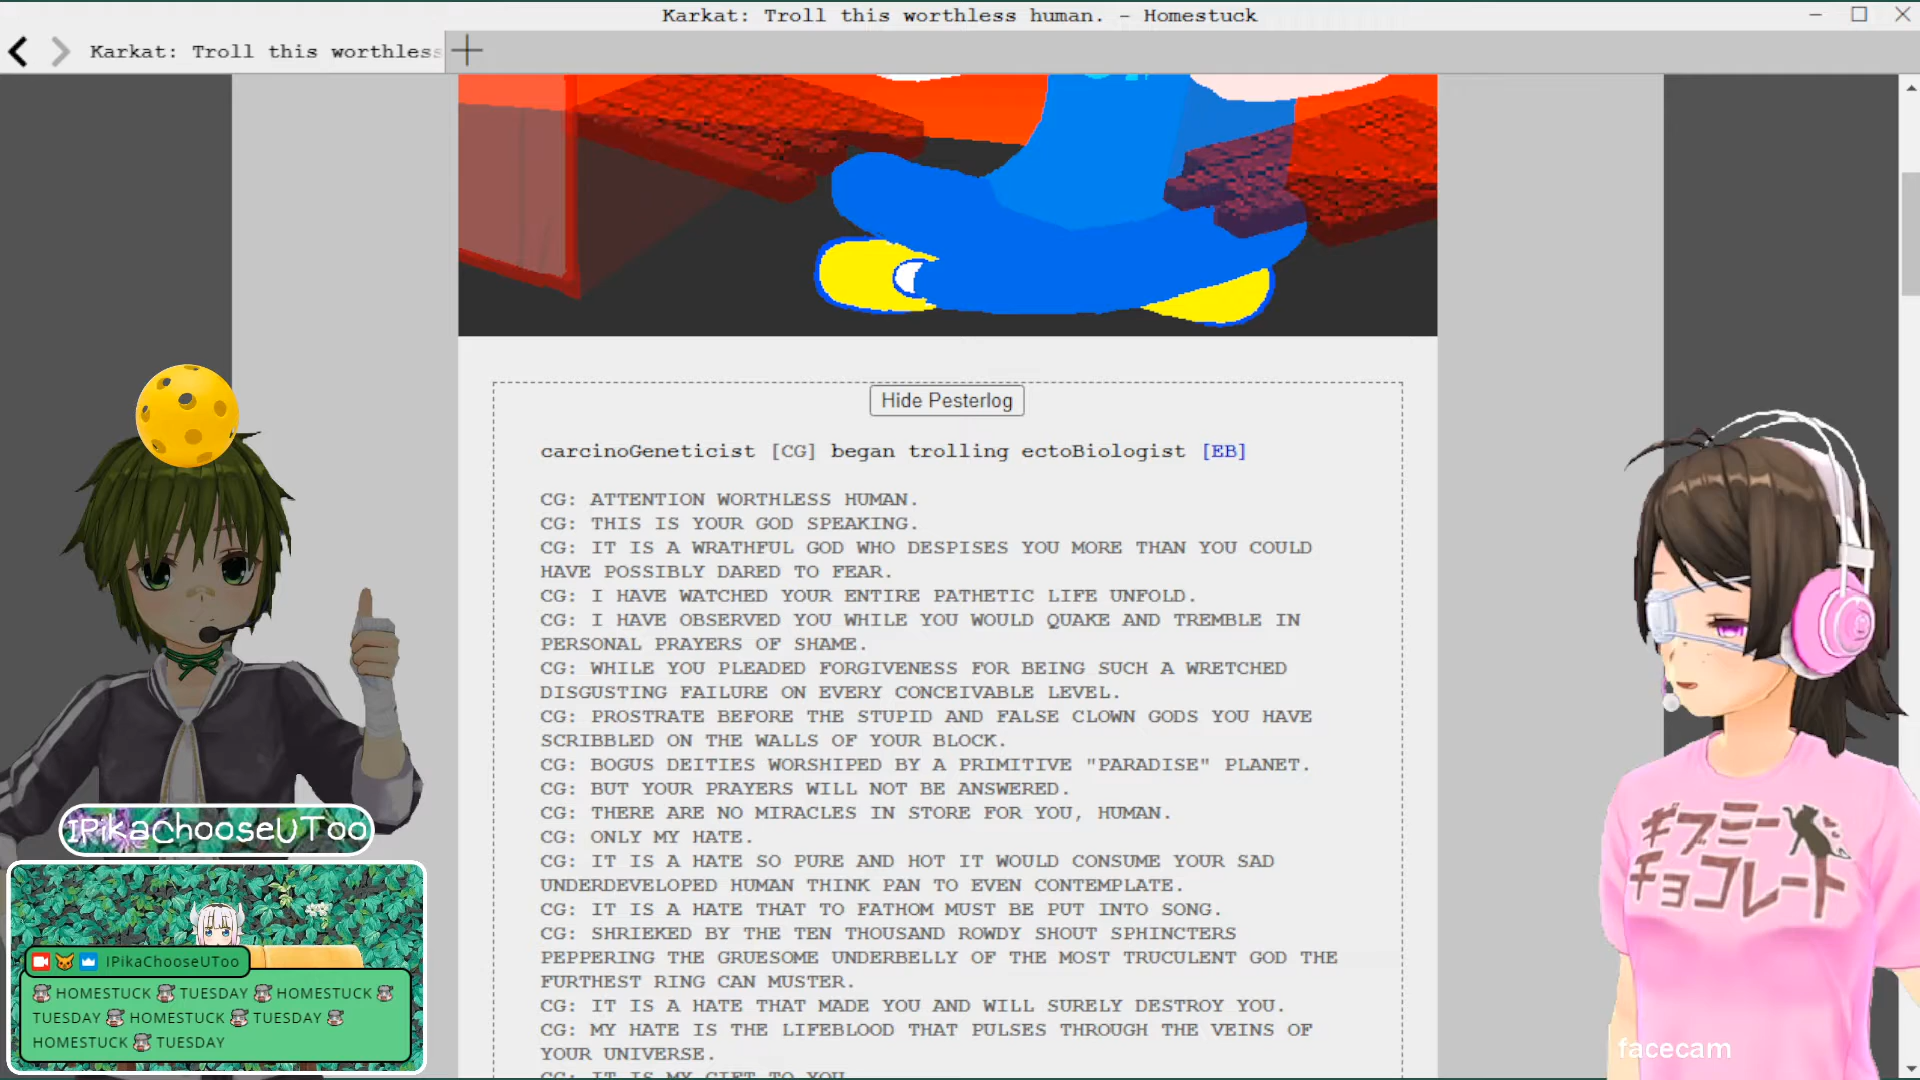 Karkat: Troll this worthless human. - Homestuck
Karkat: Troll this worthless
Hide Pesterlog
carcinoGeneticist [CG] began trolling ectoBiologist [EB]
CG: ATTENTION WORTHLESS HUMAN.
CG: THIS IS YOUR GOD SPEAKING.
CG: IT IS A WRATHFUL GOD WHO DESPISES YOU MORE THAN YOU COULD
HAVE POSSIBLY DARED TO FEAR.
CG: I HAVE WATCHED YOUR ENTIRE PATHETIC LIFE UNFOLD.
CG: I HAVE OBSERVED YOU WHILE YOU WOULD QUAKE AND TREMBLE IN
PERSONAL PRAYERS OF SHAME.
CG: WHILE YOU PLEADED FORGIVENESS FOR BEING SUCH A WRETCHED
DISGUSTING FAILURE ON EVERY CONCEIVABLE LEVEL.
CG: PROSTRATE BEFORE THE STUPID AND FALSE CLOWN GODS YOU HAVE
SCRIBBLED ON THE WALLS OF YOUR BLOCK.
CG: BOGUS DEITIES WORSHIPED BY A PRIMITIVE "PARADISE" PLANET.
CG: BUT YOUR PRAYERS WILL NOT BE ANSWERED.
CG: THERE ARE NO MIRACLES IN STORE FOR YOU, HUMAN.
CG: ONLY MY HATE.
CG: IT IS A HATE SO PURE AND HOT IT WOULD CONSUME YOUR SAD
UNDERDEVELOPED HUMAN THINK PAN TO EVEN CONTEMPLATE.
CG: IT IS A HATE THAT TO FATHOM MUST BE PUT INTO SONG.
CG: SHRIEKED BY THE TEN THOUSAND ROWDY SHOUT SPHINCTERS
PEPPERING THE GRUESOME UNDERBELLY OF THE MOST TRUCULENT GOD THE
FURTHEST RING CAN MUSTER.
CG: IT IS A HATE THAT MADE YOU AND WILL SURELY DESTROY YOU.
CG: MY HATE IS THE LIFEBLOOD THAT PULSES THROUGH THE VEINS OF
YOUR UNIVERSE.
CG: IT IS MY GIFT TO YOU
IPikachooseUToo
IPikaChooseUToo
HOMESTUCK TUESDAY HOMESTUCK
TUESDAY HOMESTUCK TUESDAY
HOMESTUCK TUESDAY
ギブミー
チョコレート
facecam